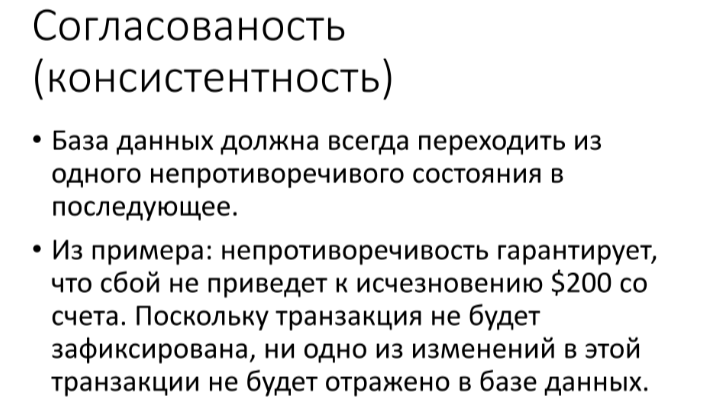 Согласованость
(консистентность)
• База данных должна всегда переходить из
одного непротиворечивого состояния в
последующее.
• Из примера: непротиворечивость гарантирует,
что сбой не приведет к исчезновению $200 со
счета. Поскольку транзакция не будет
зафиксирована, ни одно из изменений в этой
транзакции не будет отражено в базе данных.